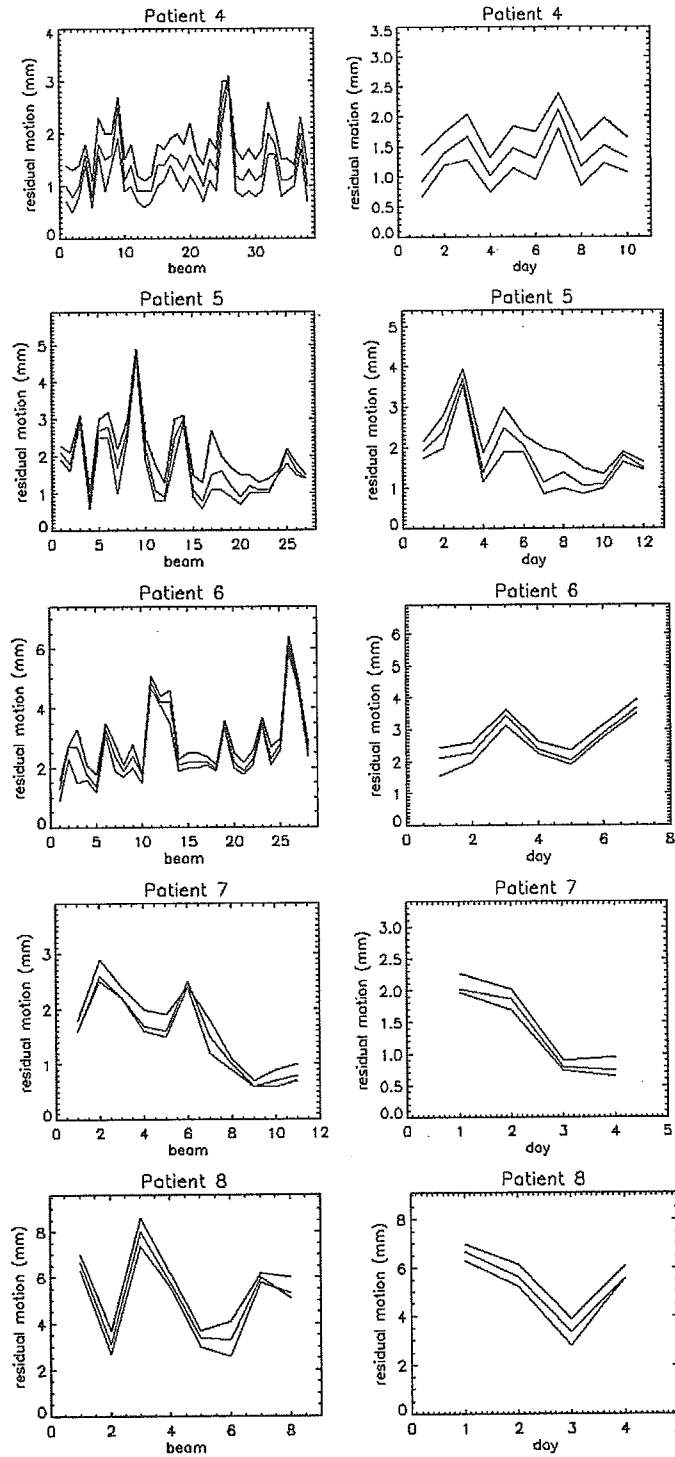 Patient 4
residual motion (mm)
4
3
2
1
0
0 10 20 30
beam
Patient 4
residual motion (mm)
3.5
3.0
2.5
2.0
1.5
1.0
0.5
0.0
0 2 4 6 8 10
day
Patient 5
residual motion (mm)
5
4
3
2
1
0
0 5 10 15 20 25
beam
Patient 5
residual motion (mm)
5
4
3
2
1
0
0 2 4 6 8 10 12
day
Patient 6
residual motion (mm)
6
4
2
0
0 5 10 15 20 25
beam
Patient 6
residual motion (mm)
6
5
4
3
2
1
0
0 2 4 6 8
day
Patient 7
residual motion (mm)
3
2
1
0
0 2 4 6 8 10 12
beam
Patient 7
residual motion (mm)
3.0
2.5
2.0
1.5
1.0
0.5
0.0
0 1 2 3 4 5
day
Patient 8
residual motion (mm)
8
6
4
2
0
0 2 4 6 8
beam
Patient 8
residual motion (mm)
8
6
4
2
0
0 1 2 3 4
day